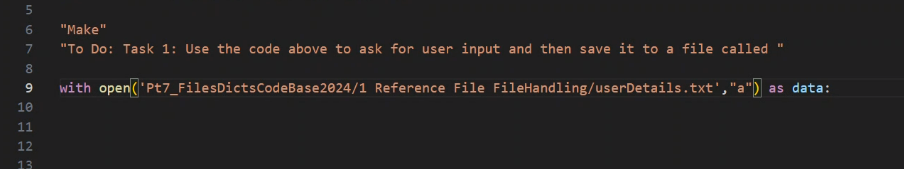 5
6 "Make"
7 "To Do: Task 1: Use the code above to ask for user input and then save it to a file called "
8
9 with open('Pt7_FilesDictsCodeBase2024/1 Reference File FileHandling/userDetails.txt',"a") as data:
10
11
12
13